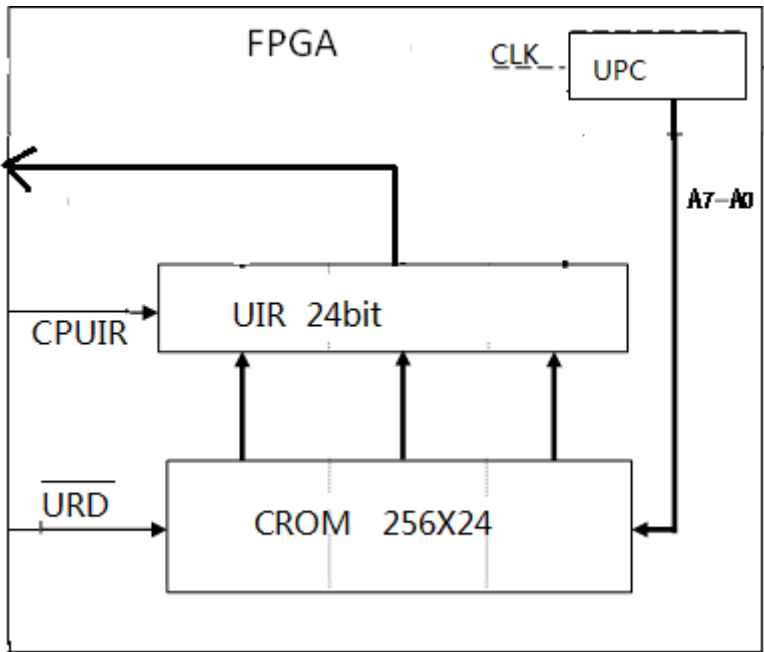 FPGA
CLK
UPC
A7-A0
UIR 24bit
CPUIR
URD
CROM 256X24